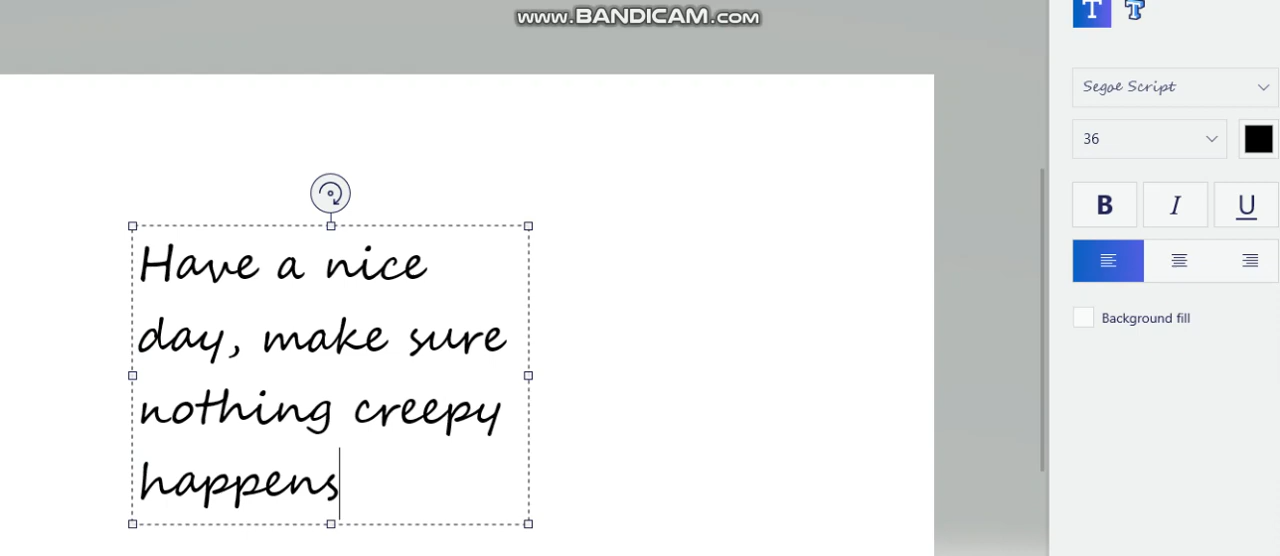 www.BANDICAM.com
T T
Segoe Script
36
B I U
Background fill
Have a nice
day, make sure
nothing creepy
happens